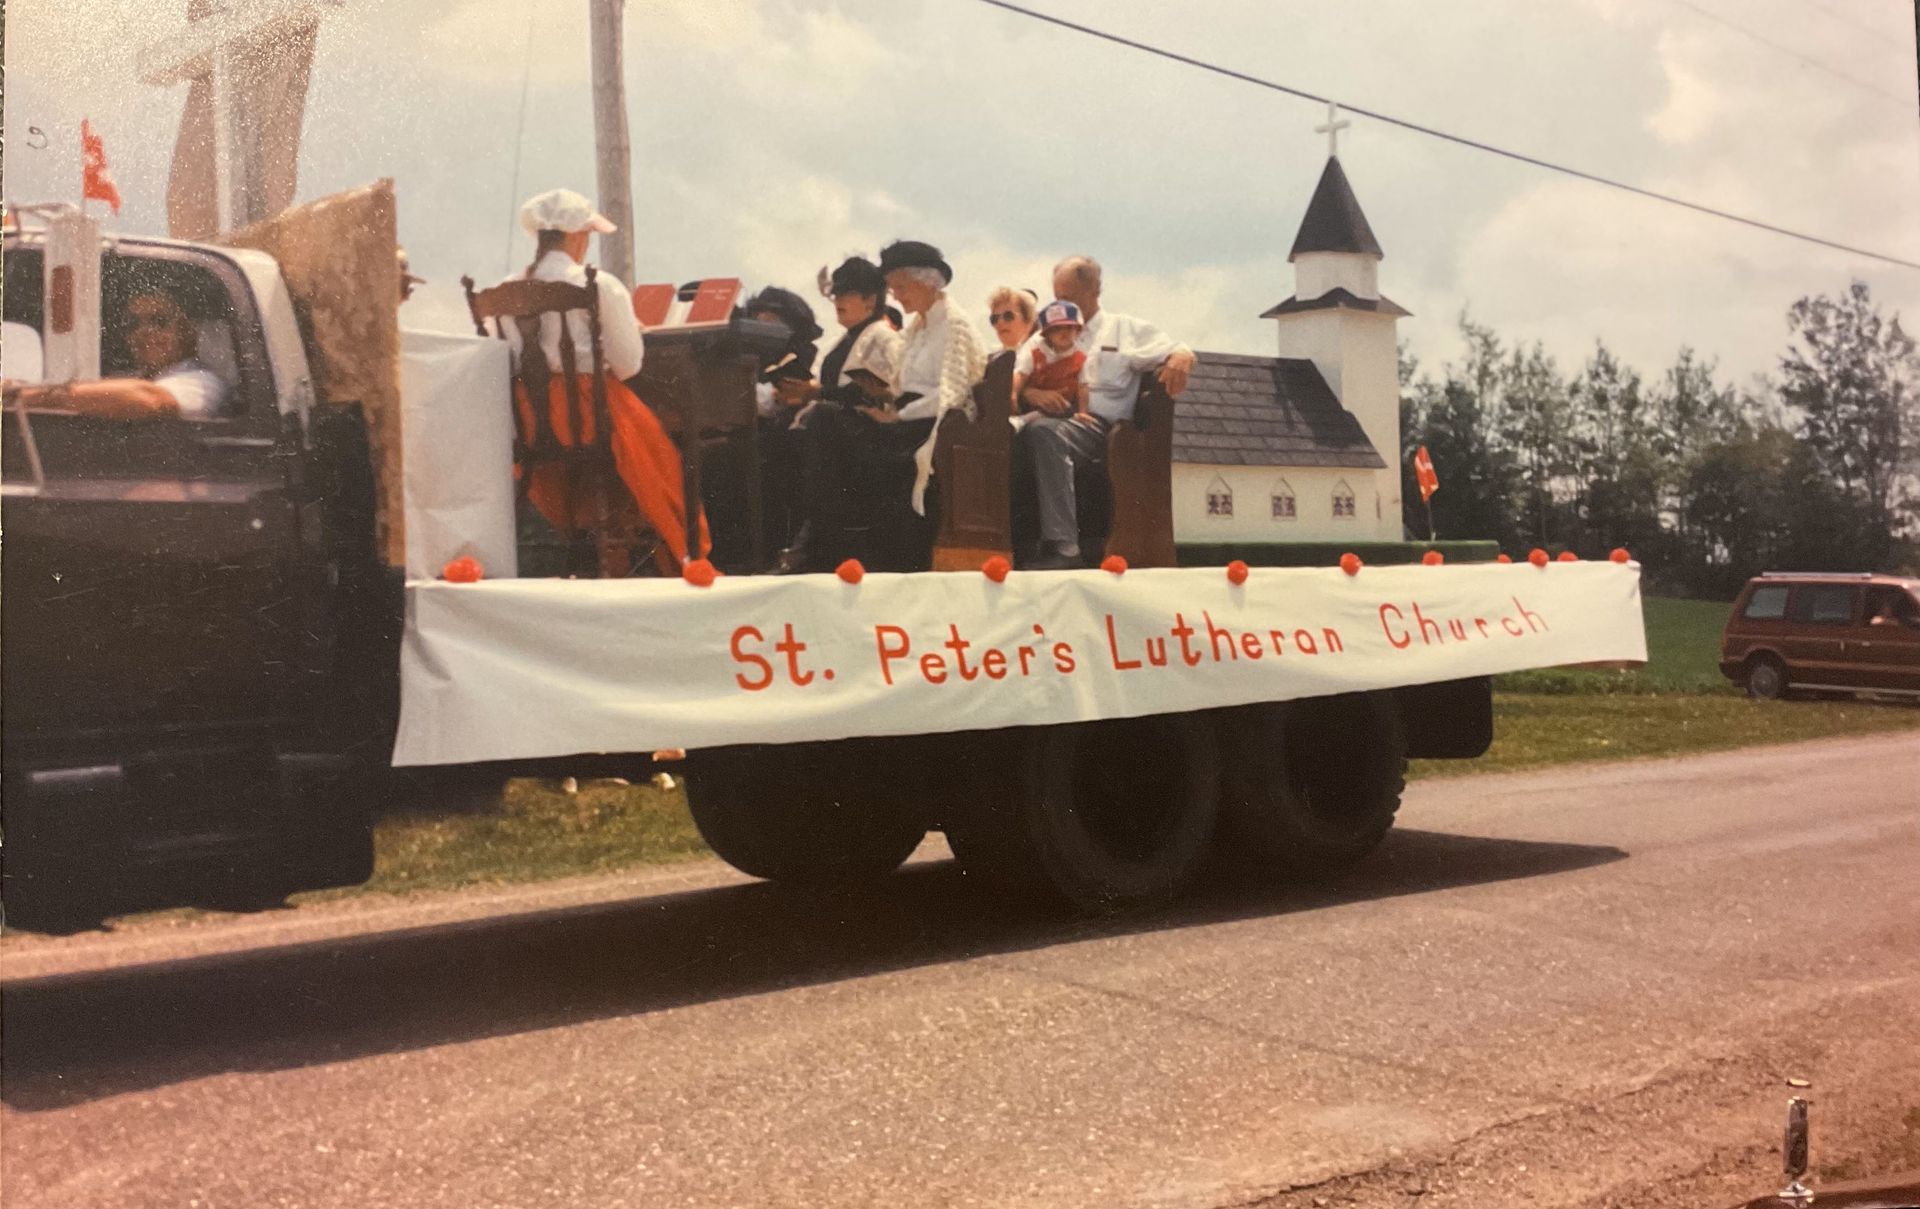 St. Peter's Lutheran Church